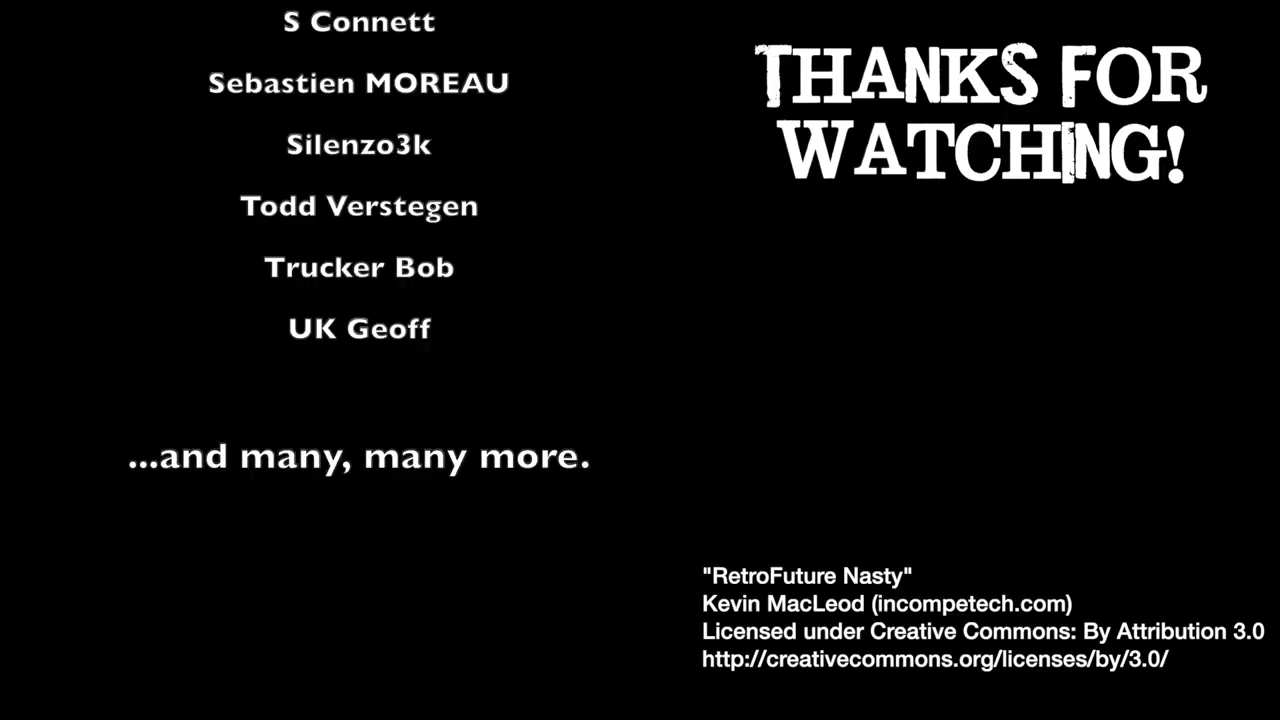 S Connett
Sebastien MOREAU
Silenzo3k
Todd Verstegen
Trucker Bob
UK Geoff
...and many, many more.
THANKS FOR
WATCHING!
"RetroFuture Nasty"
Kevin MacLeod (incompetech.com)
Licensed under Creative Commons: By Attribution 3.0
http://creativecommons.org/licenses/by/3.0/